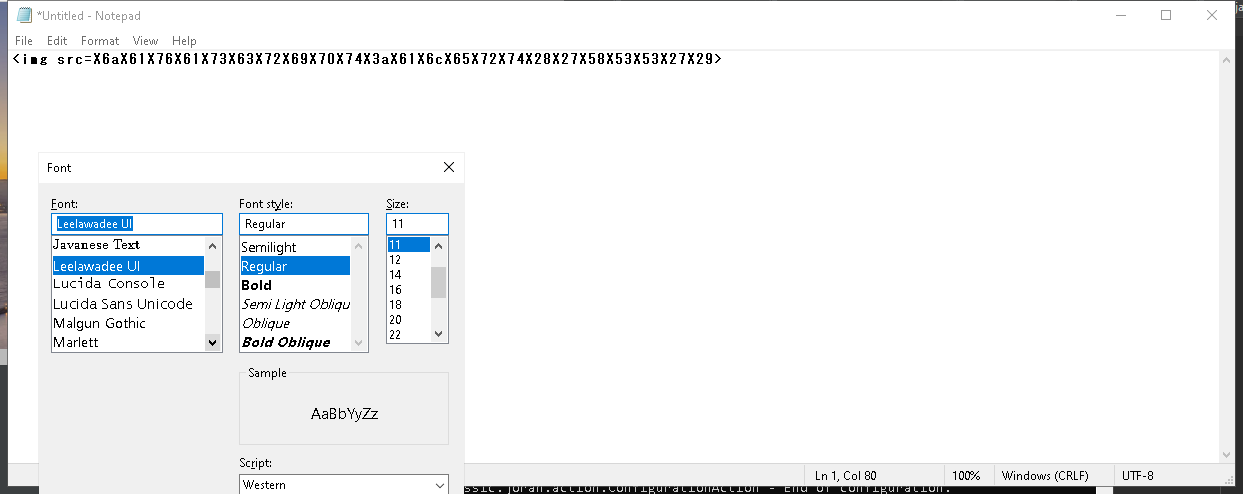 *Untitled - Notepad
File Edit Format View Help
<img src=X6aX61X76X61X73X63X72X69X70X74X3aX61X6cX65X72X74X28X27X58X53X53X27X29>
Font
Font: Font style: Size:
Leelawadee UI Regular 11
Javanese Text Semilight 11
Leelawadee UI Regular 12
Lucida Console Bold 14
Lucida Sans Unicode Semi Light Obliqu 16
Malgun Gothic Oblique 18
Marlett Bold Oblique 20
22
Sample
AaBbYyZz
Script:
Western
Ln 1, Col 80 100% Windows (CRLF) UTF-8
ssic.joran.action.ConfigurationAction - End of configuration.